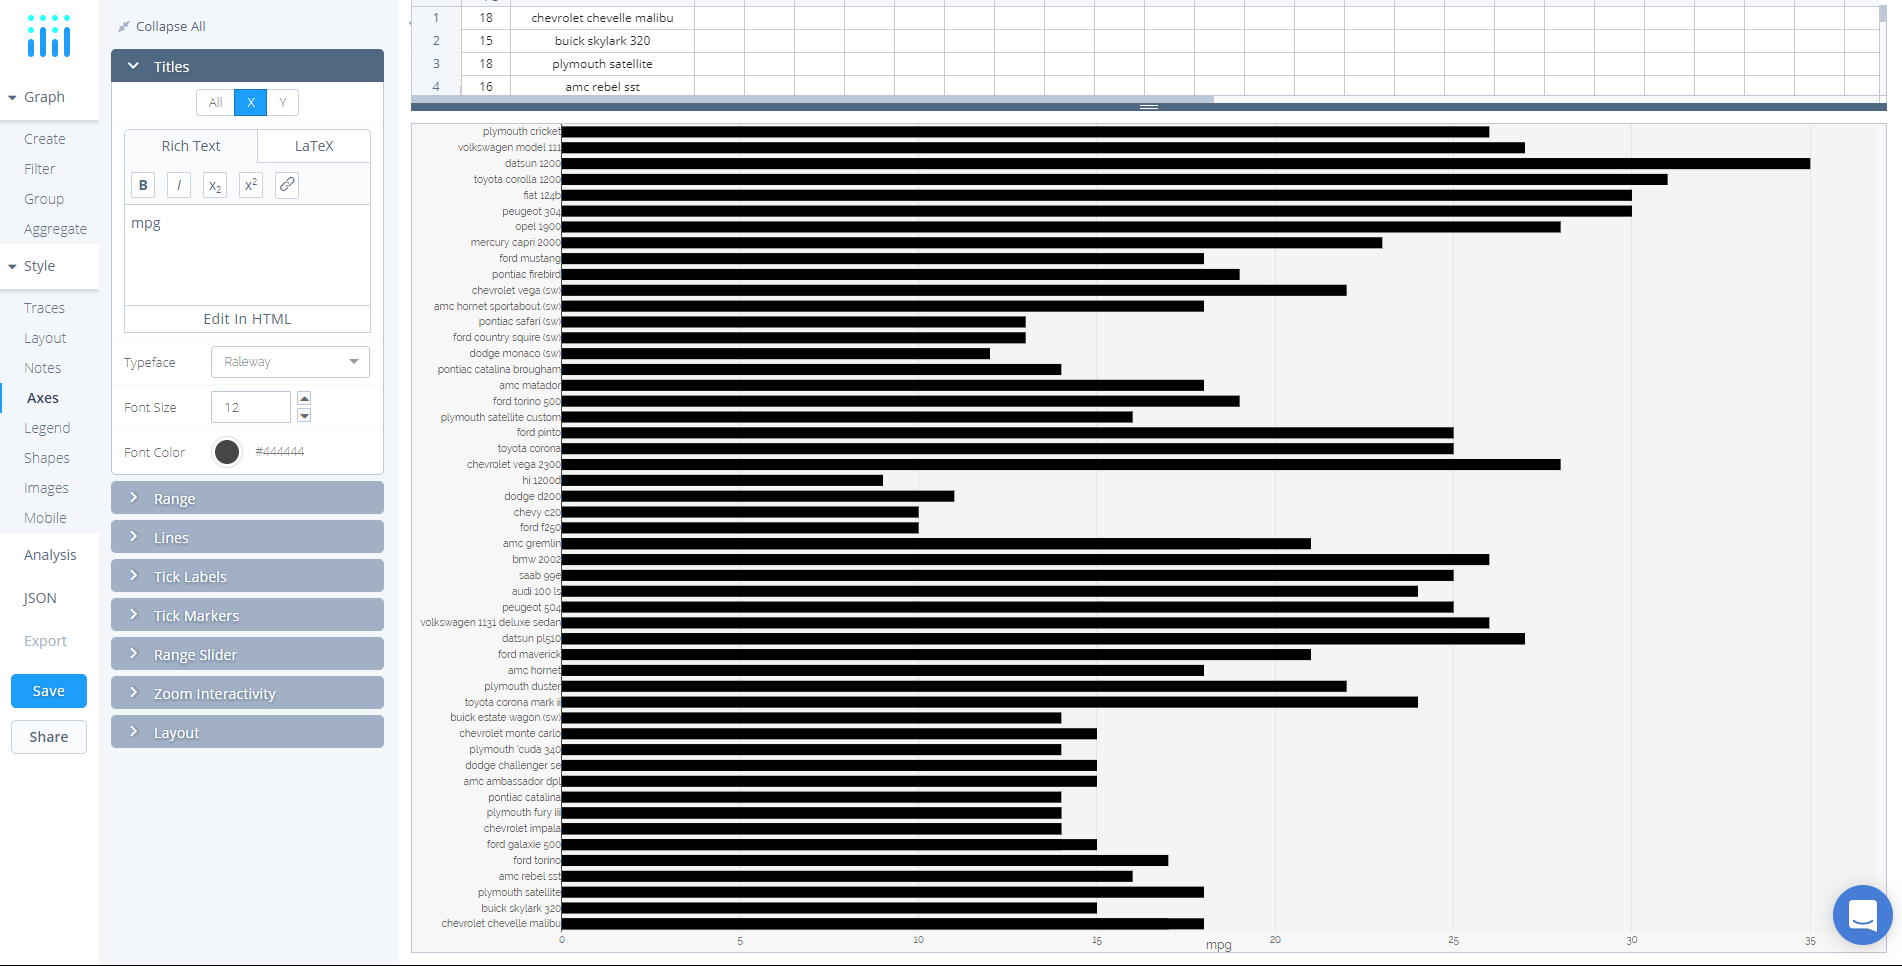 Graph
Create
Filter
Group
Aggregate
Style
Traces
Layout
Notes
Axes
Legend
Shapes
Images
Mobile
Analysis
JSON
Export
Save
Share
Collapse All
Titles
All X Y
Rich Text LaTeX
B I x₂ x²
mpg
Edit In HTML
Typeface Raleway
Font Size 12
Font Color #444444
Range
Lines
Tick Labels
Tick Markers
Range Slider
Zoom Interactivity
Layout
1 18 chevrolet chevelle malibu
2 15 buick skylark 320
3 18 plymouth satellite
4 16 amc rebel sst
plymouth cricket
volkswagen model 111
datsun 1200
toyota corolla 1200
fiat 124b
peugeot 304
opel 1900
mercury capri 2000
ford mustang
pontiac firebird
chevrolet vega (sw)
amc hornet sportabout (sw)
pontiac safari (sw)
ford country squire (sw)
dodge monaco (sw)
pontiac catalina brougham
amc matador
ford torino 500
plymouth satellite custom
ford pinto
toyota corona
chevrolet vega 2300
hi 1200d
dodge d200
chevy c20
ford f250
amc gremlin
bmw 2002
saab 99e
audi 100 ls
peugeot 504
volkswagen 1131 deluxe sedan
datsun pl510
ford maverick
amc hornet
plymouth duster
toyota corona mark ii
buick estate wagon (sw)
chevrolet monte carlo
plymouth 'cuda 340
dodge challenger se
amc ambassador dpl
pontiac catalina
plymouth fury iii
chevrolet impala
ford galaxie 500
ford torino
amc rebel sst
plymouth satellite
buick skylark 320
chevrolet chevelle malibu
0 5 10 15 20 25 30 35
mpg